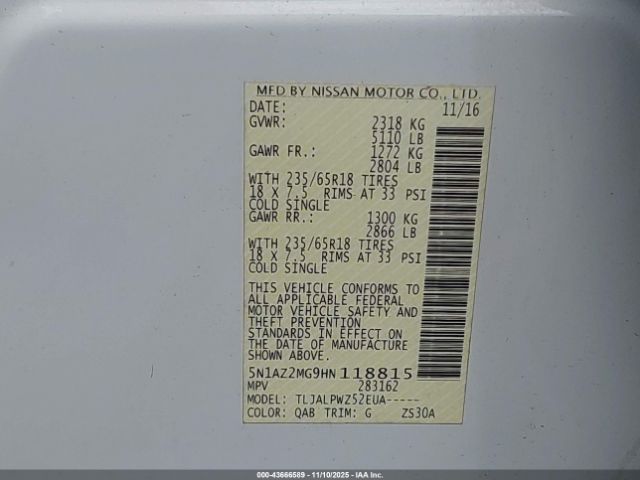 MFD BY NISSAN MOTOR CO., LTD.
DATE: 11/16
GVWR: 2318 KG
5110 LB
GAWR FR.: 1272 KG
2804 LB
WITH 235/65R18 TIRES
18 X 7.5 RIMS AT 33 PSI
COLD SINGLE
GAWR RR.: 1300 KG
2866 LB
WITH 235/65R18 TIRES
18 X 7.5 RIMS AT 33 PSI
COLD SINGLE
THIS VEHICLE CONFORMS TO
ALL APPLICABLE FEDERAL
MOTOR VEHICLE SAFETY AND
THEFT PREVENTION
STANDARDS IN EFFECT ON
THE DATE OF MANUFACTURE
SHOWN ABOVE.
5N1AZ2MG9HN118815
MPV 283162
MODEL: TLJALPWZ52EUA-----
COLOR: QAB TRIM: G ZS30A
000-43666589 - 11/10/2025 - IAA Inc.